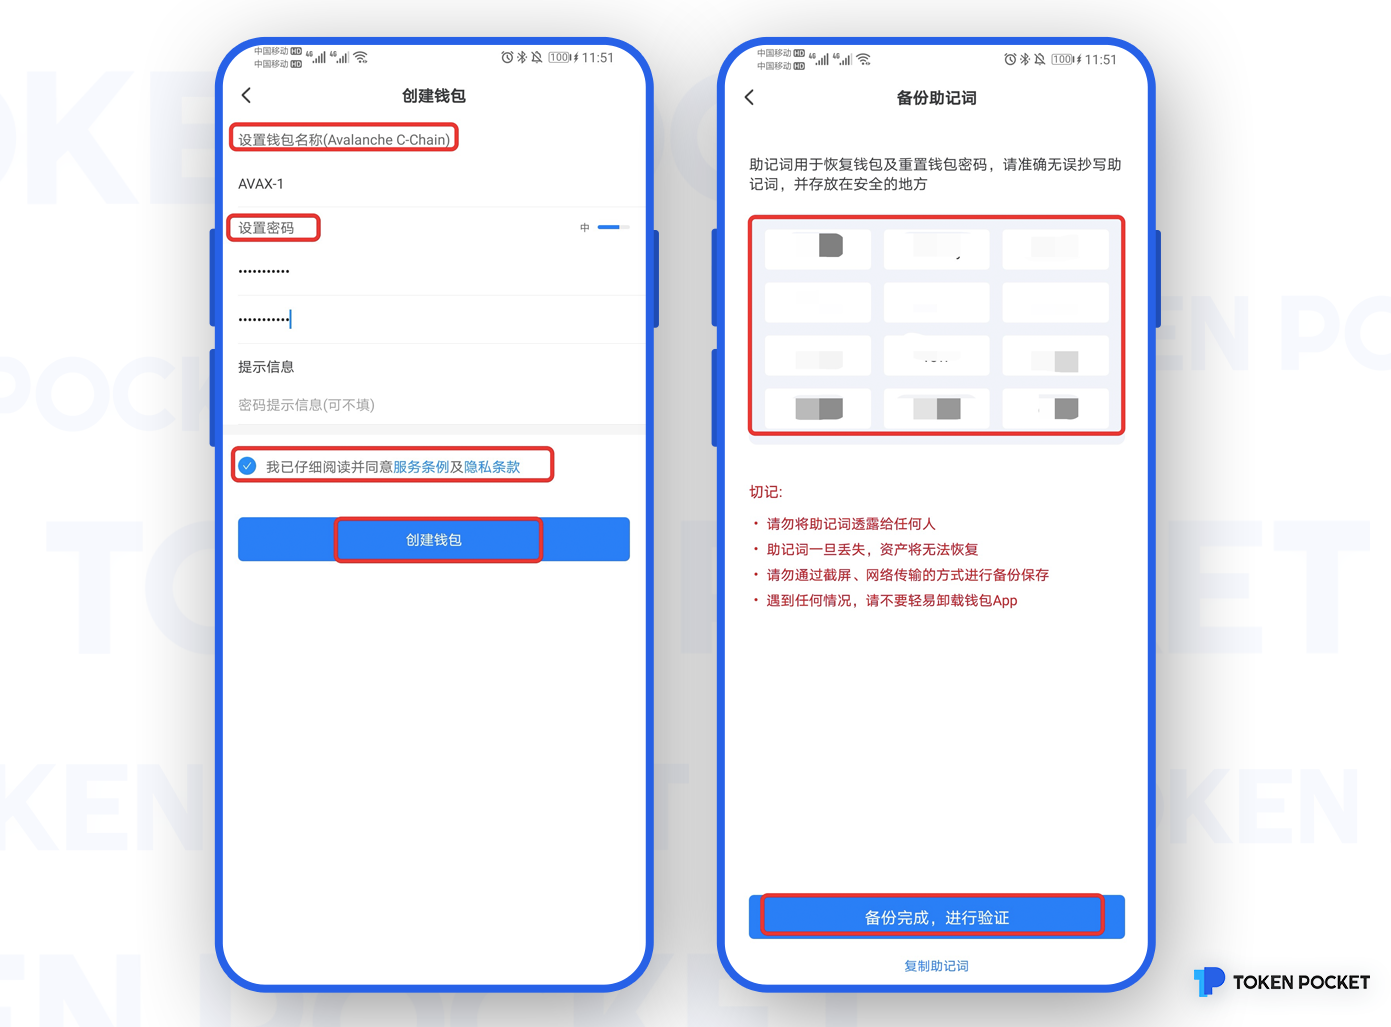 中国移动 HD 4G 4G
中国移动 HD
100 11:51
创建钱包
设置钱包名称(Avalanche C-Chain)
AVAX-1
设置密码
中
•••••••••••
•••••••••••
提示信息
密码提示信息(可不填)
我已仔细阅读并同意服务条例及隐私条款
创建钱包
中国移动 HD 4G 4G
中国移动 HD
100 11:51
备份助记词
助记词用于恢复钱包及重置钱包密码，请准确无误抄写助
记词，并存放在安全的地方
切记:
• 请勿将助记词透露给任何人
• 助记词一旦丢失，资产将无法恢复
• 请勿通过截屏、网络传输的方式进行备份保存
• 遇到任何情况，请不要轻易卸载钱包App
备份完成，进行验证
复制助记词
TOKEN POCKET